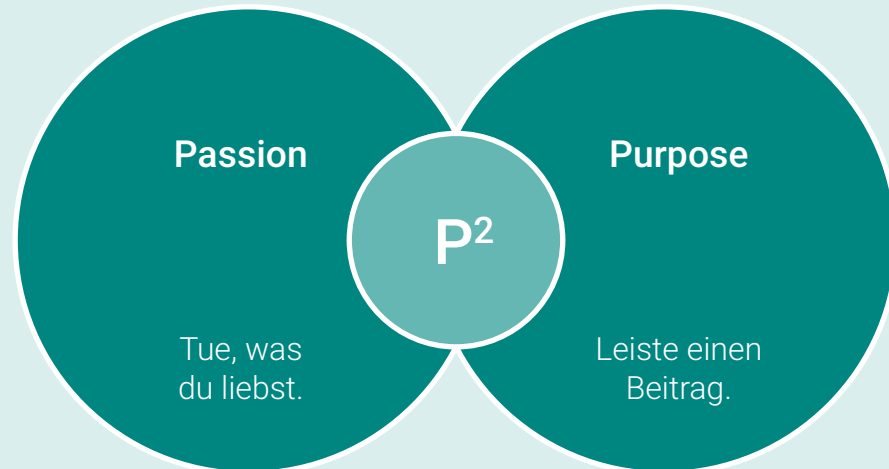 Passion
Purpose
P²
Tue, was
du liebst.
Leiste einen
Beitrag.